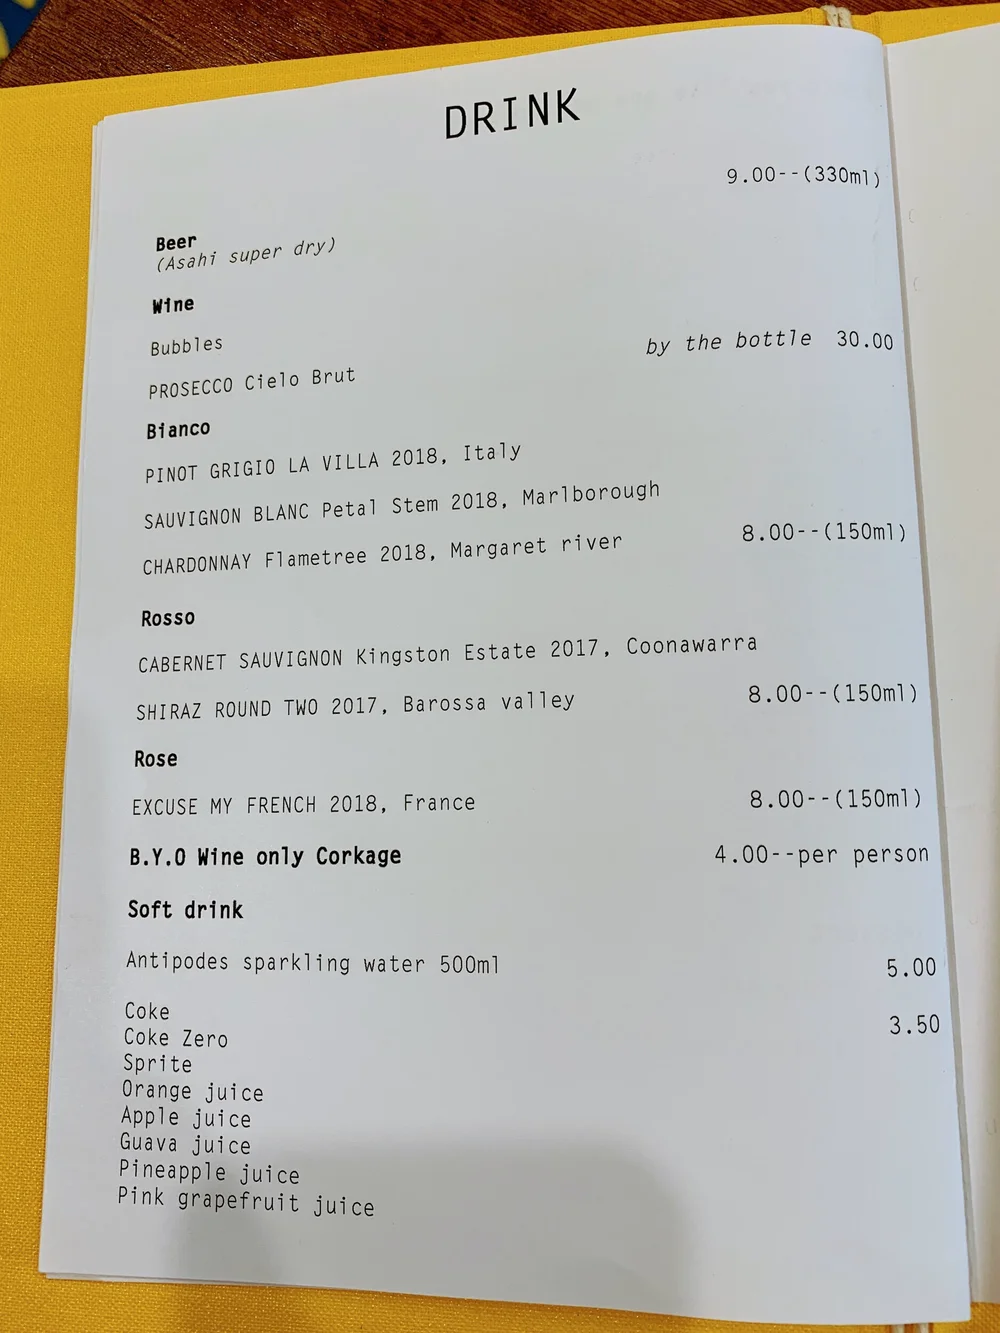 DRINK
9.00--(330ml)
Beer
(Asahi super dry)
Wine
Bubbles
by the bottle 30.00
PROSECCO Cielo Brut
Bianco
PINOT GRIGIO LA VILLA 2018, Italy
SAUVIGNON BLANC Petal Stem 2018, Marlborough
CHARDONNAY Flametree 2018, Margaret river 8.00--(150ml)
Rosso
CABERNET SAUVIGNON Kingston Estate 2017, Coonawarra
SHIRAZ ROUND TWO 2017, Barossa valley 8.00--(150ml)
Rose
EXCUSE MY FRENCH 2018, France 8.00--(150ml)
B.Y.O Wine only Corkage 4.00--per person
Soft drink
Antipodes sparkling water 500ml 5.00
Coke 3.50
Coke Zero
Sprite
Orange juice
Apple juice
Guava juice
Pineapple juice
Pink grapefruit juice